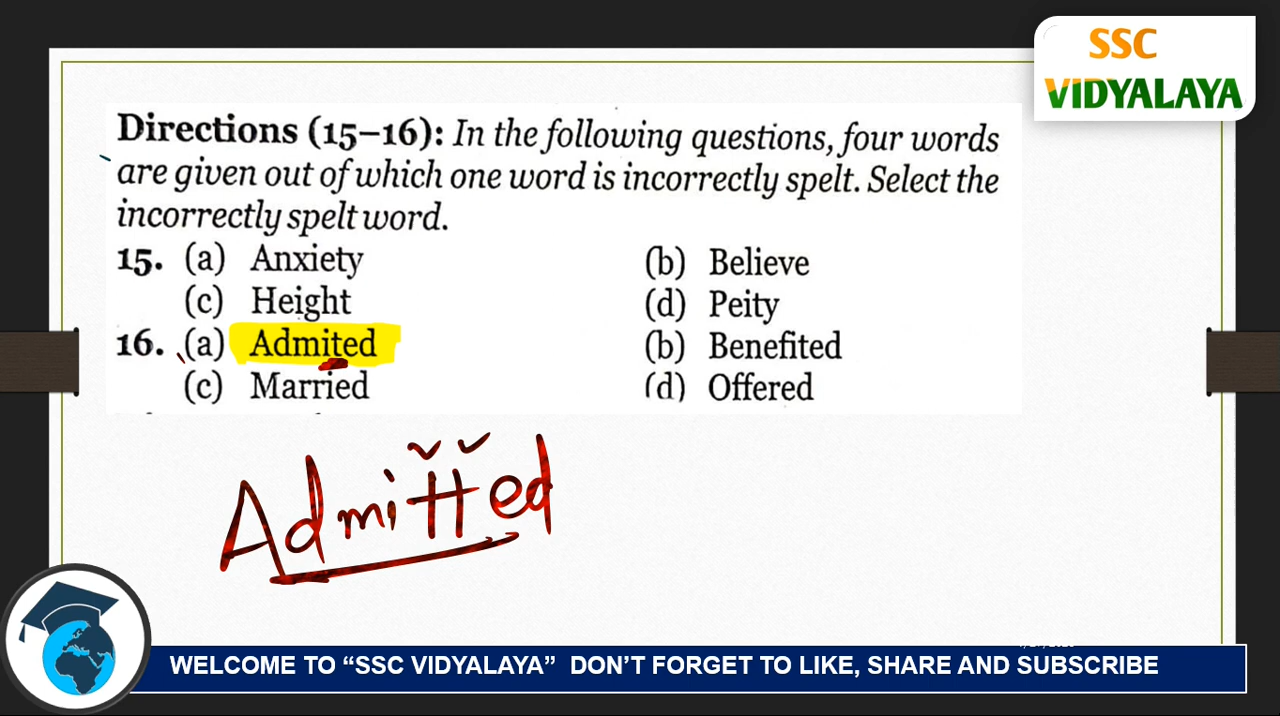 SSC
VIDYALAYA
Directions (15–16): In the following questions, four words
are given out of which one word is incorrectly spelt. Select the
incorrectly spelt word.
15. (a) Anxiety (b) Believe
(c) Height (d) Peity
16. (a) Admited (b) Benefited
(c) Married (d) Offered
Admitted
WELCOME TO “SSC VIDYALAYA” DON’T FORGET TO LIKE, SHARE AND SUBSCRIBE